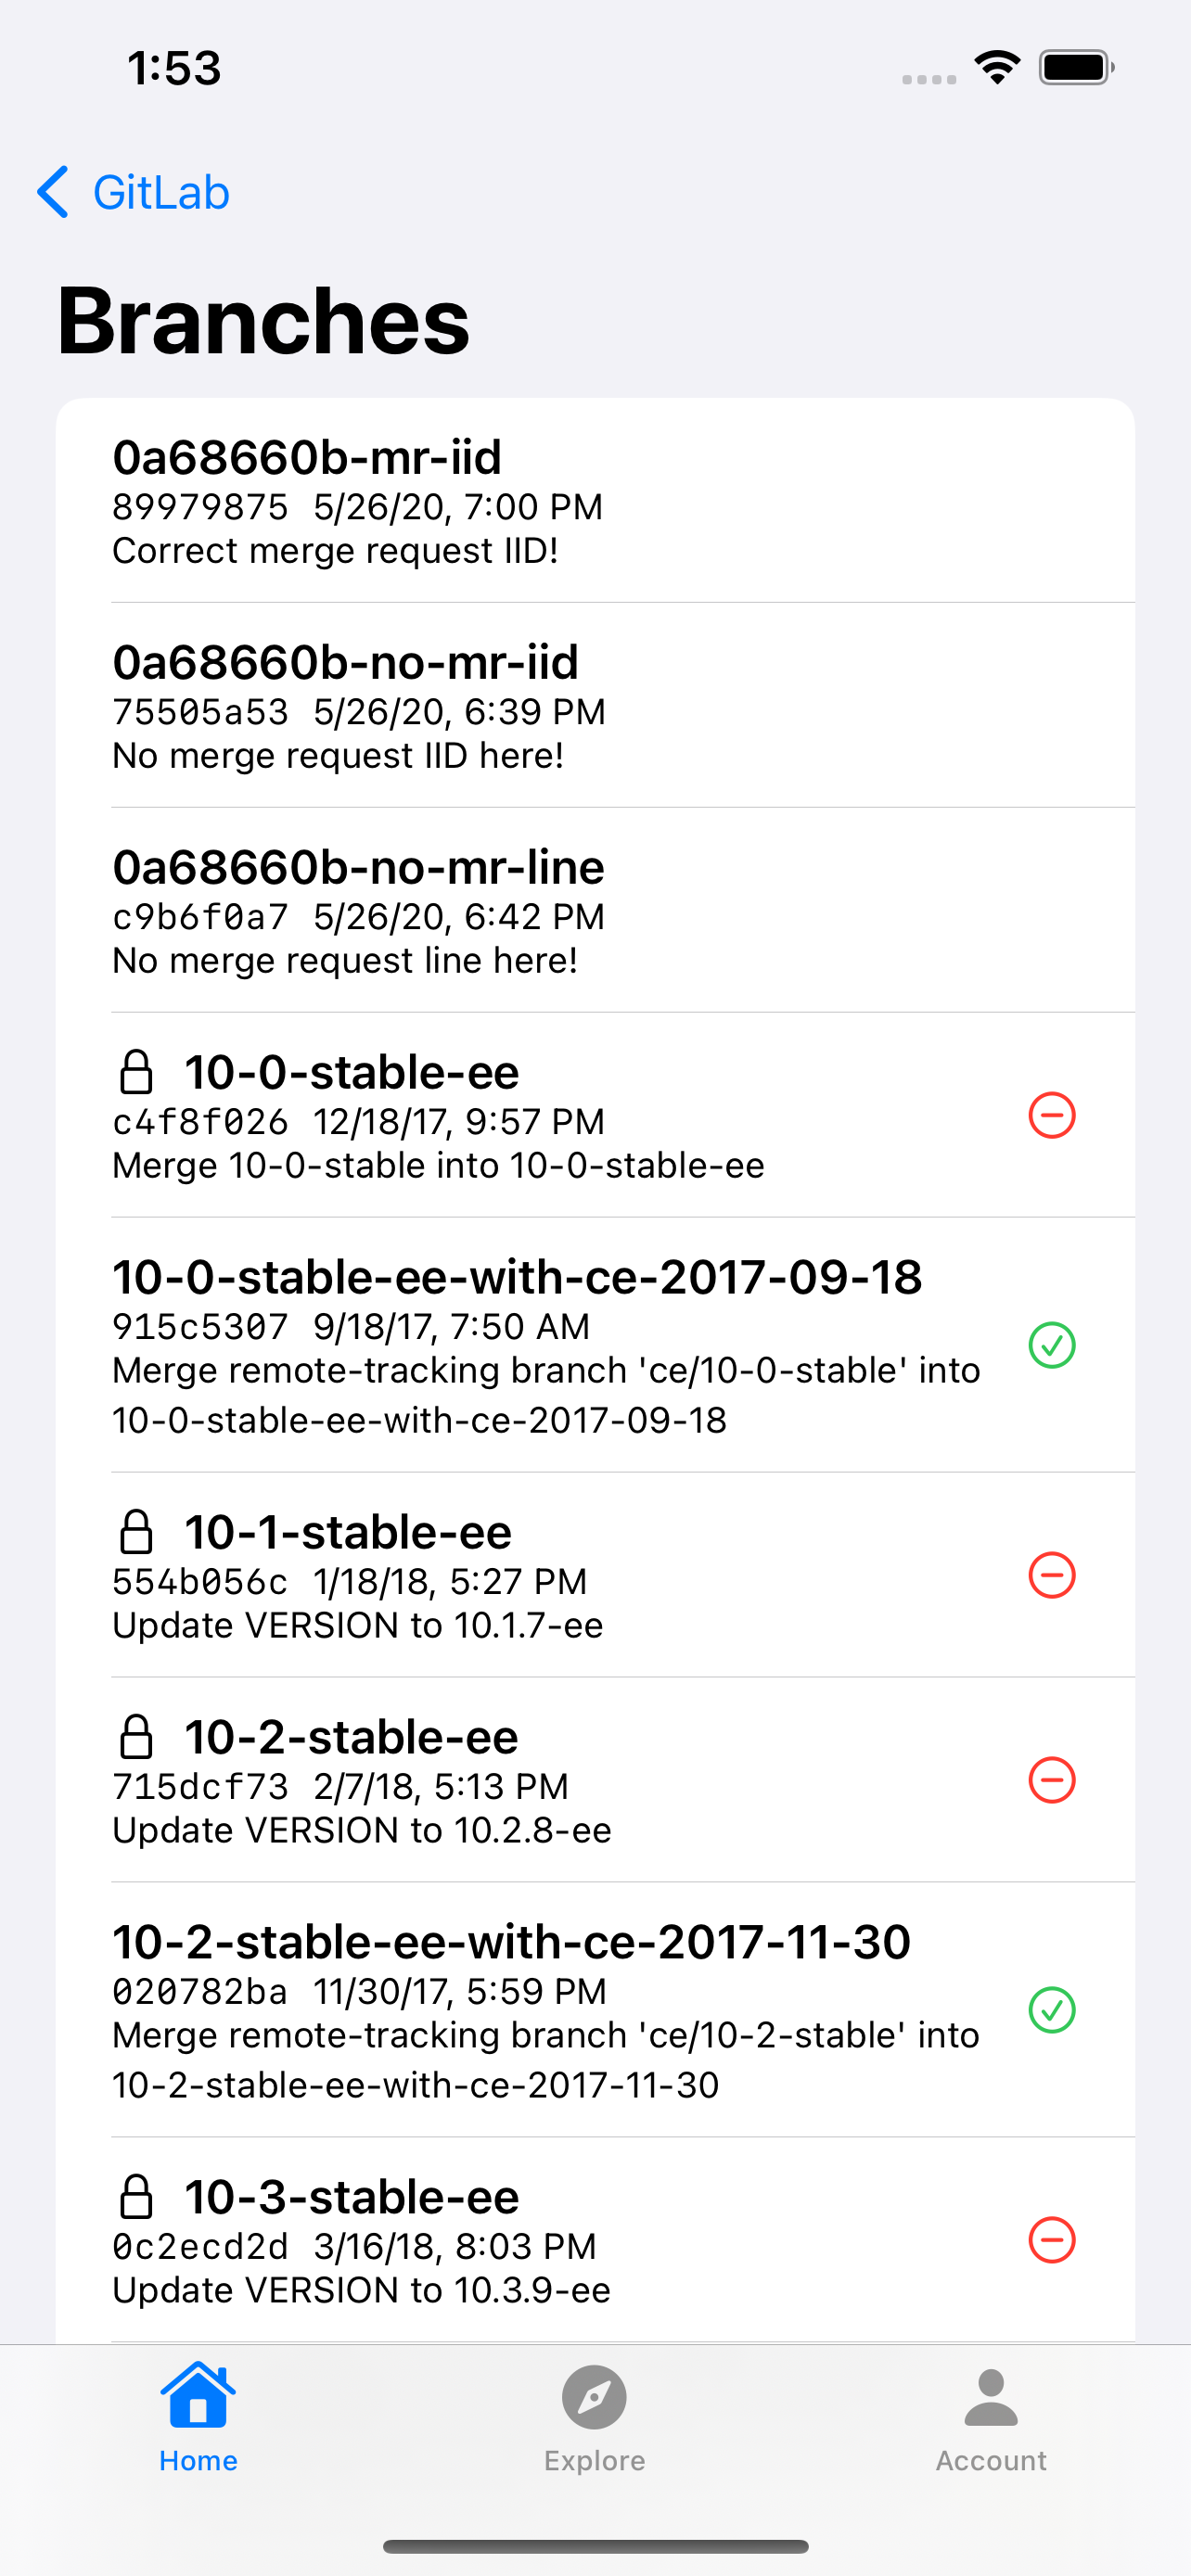 1:53
GitLab
Branches
0a68660b-mr-iid
89979875 5/26/20, 7:00 PM
Correct merge request IID!
0a68660b-no-mr-iid
75505a53 5/26/20, 6:39 PM
No merge request IID here!
0a68660b-no-mr-line
c9b6f0a7 5/26/20, 6:42 PM
No merge request line here!
10-0-stable-ee
c4f8f026 12/18/17, 9:57 PM
Merge 10-0-stable into 10-0-stable-ee
10-0-stable-ee-with-ce-2017-09-18
915c5307 9/18/17, 7:50 AM
Merge remote-tracking branch 'ce/10-0-stable' into
10-0-stable-ee-with-ce-2017-09-18
10-1-stable-ee
554b056c 1/18/18, 5:27 PM
Update VERSION to 10.1.7-ee
10-2-stable-ee
715dcf73 2/7/18, 5:13 PM
Update VERSION to 10.2.8-ee
10-2-stable-ee-with-ce-2017-11-30
020782ba 11/30/17, 5:59 PM
Merge remote-tracking branch 'ce/10-2-stable' into
10-2-stable-ee-with-ce-2017-11-30
10-3-stable-ee
0c2ecd2d 3/16/18, 8:03 PM
Update VERSION to 10.3.9-ee
Home
Explore
Account